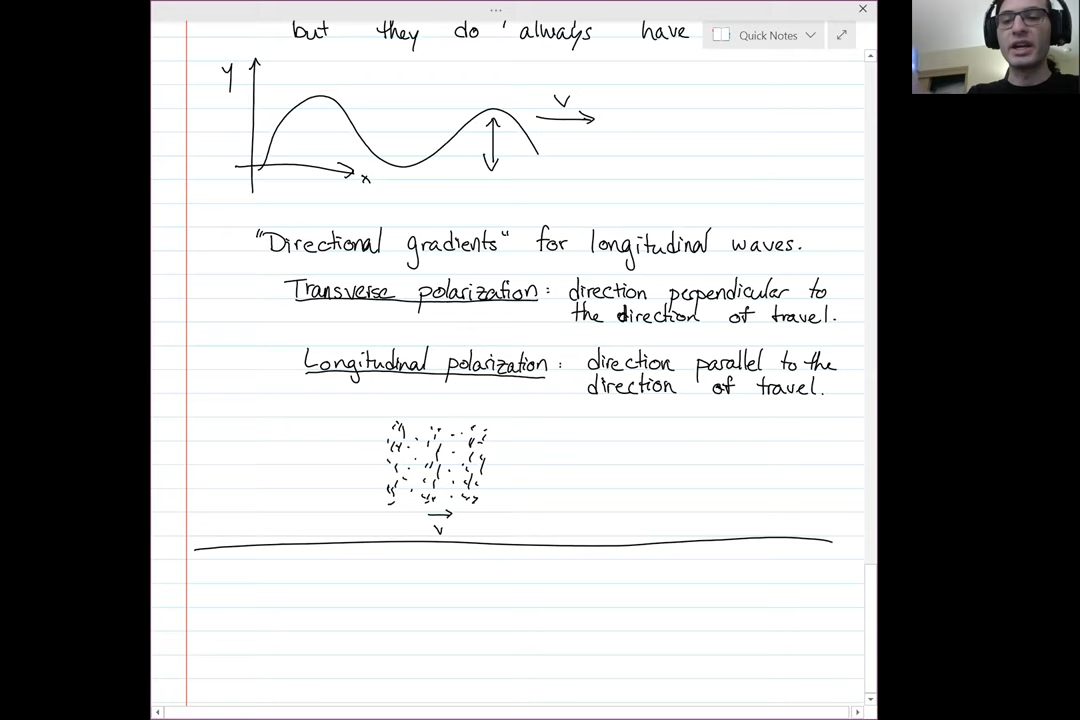 but they do always have
Quick Notes
y
v
x
"Directional gradients" for longitudinal waves.
Transverse polarization: direction perpendicular to
the direction of travel.
Longitudinal polarization: direction parallel to the
direction of travel.
v